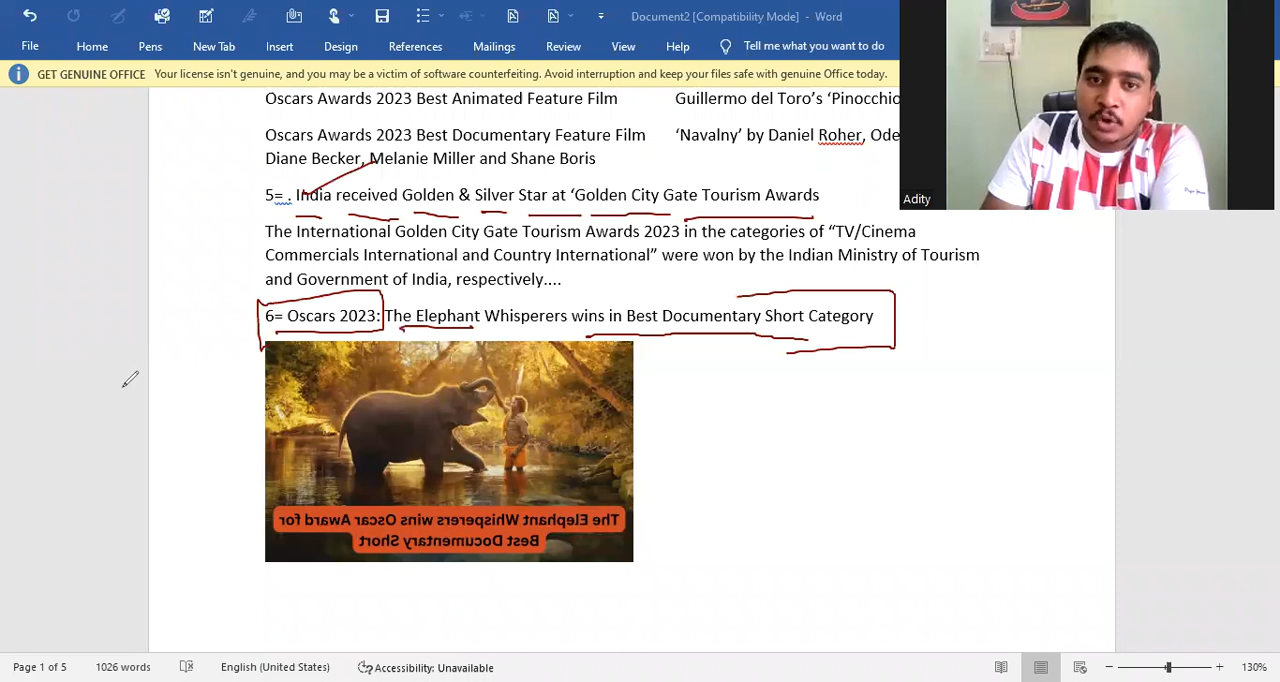 Document2 [Compatibility Mode] - Word
File Home Pens New Tab Insert Draw Design References Mailings Review View Help Tell me what you want to do
GET GENUINE OFFICE Your license isn't genuine, and you may be a victim of software counterfeiting. Avoid interruption and keep your files safe with genuine Office today.
Oscars Awards 2023 Best Animated Feature Film Guillermo del Toro’s ‘Pinocchio
Oscars Awards 2023 Best Documentary Feature Film ‘Navalny’ by Daniel Roher, Ode
Diane Becker, Melanie Miller and Shane Boris
Adity
5= . India received Golden & Silver Star at ‘Golden City Gate Tourism Awards
The International Golden City Gate Tourism Awards 2023 in the categories of “TV/Cinema
Commercials International and Country International” were won by the Indian Ministry of Tourism
and Government of India, respectively....
6= Oscars 2023: The Elephant Whisperers wins in Best Documentary Short Category
The Elephant Whisperers wins Oscar Award for
Best Documentary Short
Page 1 of 5 1026 words English (United States) Accessibility: Unavailable 130%